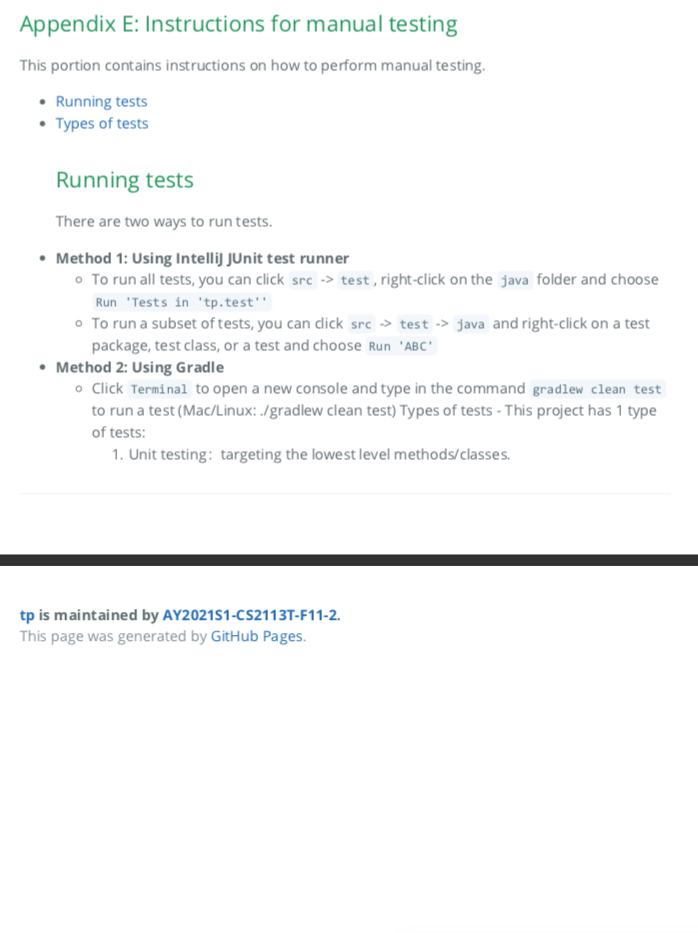 Appendix E: Instructions for manual testing
This portion contains instructions on how to perform manual testing.
• Running tests
• Types of tests
Running tests
There are two ways to run tests.
• Method 1: Using IntelliJ JUnit test runner
◦ To run all tests, you can click src -> test , right-click on the java folder and choose
Run 'Tests in 'tp.test''
◦ To run a subset of tests, you can click src -> test -> java and right-click on a test
package, test class, or a test and choose Run 'ABC'
• Method 2: Using Gradle
◦ Click Terminal to open a new console and type in the command gradlew clean test
to run a test (Mac/Linux: ./gradlew clean test) Types of tests - This project has 1 type
of tests:
1. Unit testing: targeting the lowest level methods/classes.
tp is maintained by AY2021S1-CS2113T-F11-2.
This page was generated by GitHub Pages.